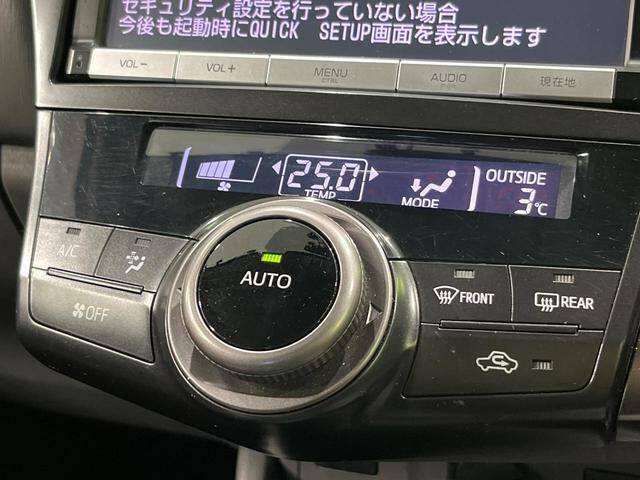 セキュリティ設定を行っていない場合
今後も起動時にQUICK SETUP画面を表示します
VOL− VOL+ MENU AUDIO 現在地
25.0
TEMP
MODE
OUTSIDE
3℃
A/C
OFF
AUTO
FRONT
REAR